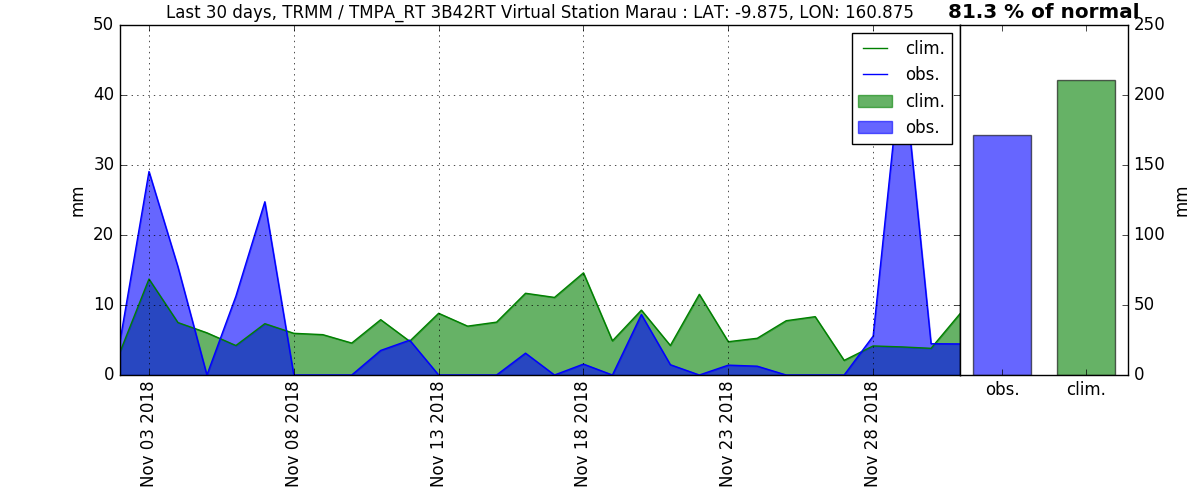 Last 30 days, TRMM / TMPA_RT 3B42RT Virtual Station Marau : LAT: -9.875, LON: 160.875
81.3 % of normal
50
40
30
20
10
0
mm
clim.
obs.
clim.
obs.
Nov 03 2018
Nov 08 2018
Nov 13 2018
Nov 18 2018
Nov 23 2018
Nov 28 2018
250
200
150
100
50
0
mm
obs.
clim.